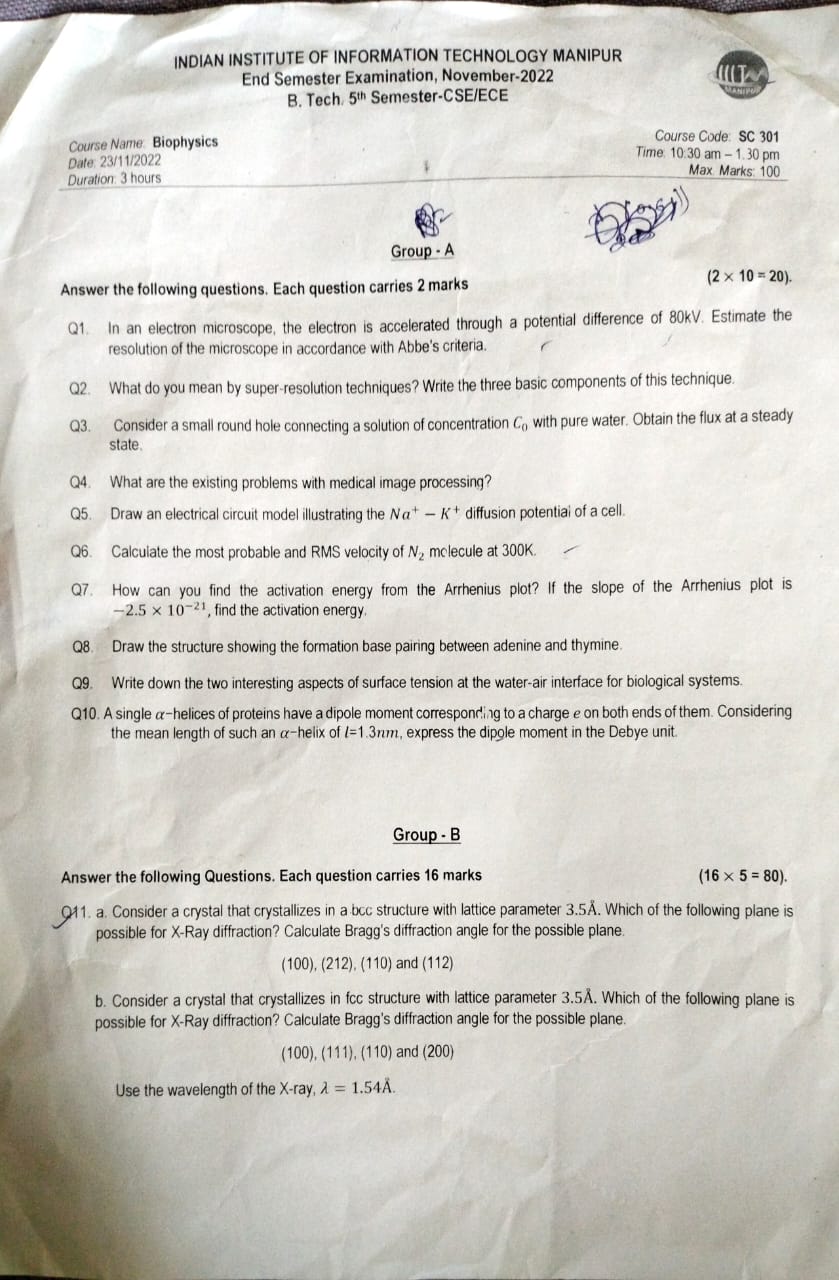 INDIAN INSTITUTE OF INFORMATION TECHNOLOGY MANIPUR
End Semester Examination, November-2022
B. Tech. 5th Semester-CSE/ECE
MANIPUR
Course Name: Biophysics
Date: 23/11/2022
Duration: 3 hours
Course Code: SC 301
Time: 10:30 am – 1.30 pm
Max. Marks: 100
Group - A
Answer the following questions. Each question carries 2 marks (2 × 10 = 20).
Q1. In an electron microscope, the electron is accelerated through a potential difference of 80kV. Estimate the
resolution of the microscope in accordance with Abbe's criteria.
Q2. What do you mean by super-resolution techniques? Write the three basic components of this technique.
Q3. Consider a small round hole connecting a solution of concentration C₀ with pure water. Obtain the flux at a steady
state.
Q4. What are the existing problems with medical image processing?
Q5. Draw an electrical circuit model illustrating the Na⁺ − K⁺ diffusion potential of a cell.
Q6. Calculate the most probable and RMS velocity of N₂ molecule at 300K.
Q7. How can you find the activation energy from the Arrhenius plot? If the slope of the Arrhenius plot is
−2.5 × 10⁻²¹, find the activation energy.
Q8. Draw the structure showing the formation base pairing between adenine and thymine.
Q9. Write down the two interesting aspects of surface tension at the water-air interface for biological systems.
Q10. A single α−helices of proteins have a dipole moment corresponding to a charge e on both ends of them. Considering
the mean length of such an α−helix of l=1.3nm, express the dipole moment in the Debye unit.
Group - B
Answer the following Questions. Each question carries 16 marks (16 × 5 = 80).
Q11. a. Consider a crystal that crystallizes in a bcc structure with lattice parameter 3.5Å. Which of the following plane is
possible for X-Ray diffraction? Calculate Bragg's diffraction angle for the possible plane.
(100), (212), (110) and (112)
b. Consider a crystal that crystallizes in fcc structure with lattice parameter 3.5Å. Which of the following plane is
possible for X-Ray diffraction? Calculate Bragg's diffraction angle for the possible plane.
(100), (111), (110) and (200)
Use the wavelength of the X-ray, λ = 1.54Å.